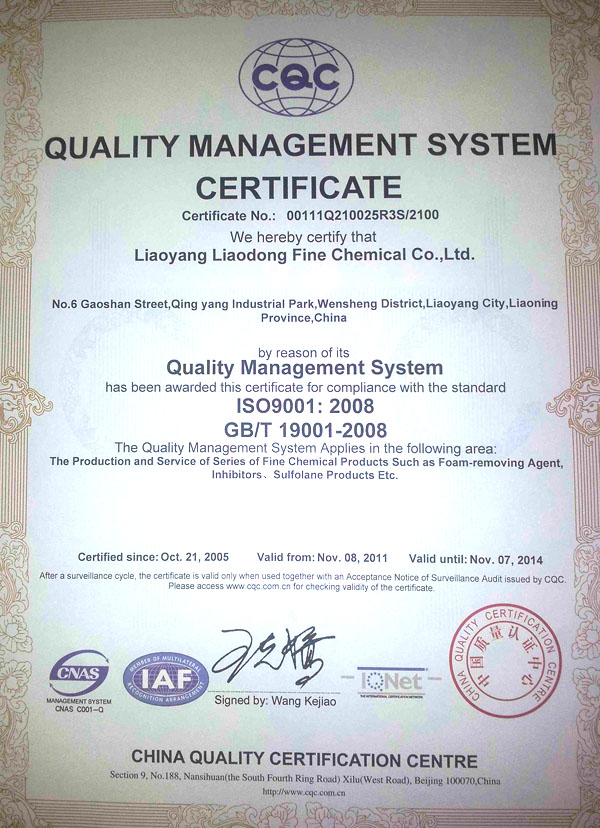 CQC
QUALITY MANAGEMENT SYSTEM
CERTIFICATE
Certificate No.: 00111Q210025R3S/2100
We hereby certify that
Liaoyang Liaodong Fine Chemical Co.,Ltd.
No.6 Gaoshan Street,Qing yang Industrial Park,Wensheng District,Liaoyang City,Liaoning
Province,China
by reason of its
Quality Management System
has been awarded this certificate for compliance with the standard
ISO9001: 2008
GB/T 19001-2008
The Quality Management System Applies in the following area:
The Production and Service of Series of Fine Chemical Products Such as Foam-removing Agent,
Inhibitors、Sulfolane Products Etc.
Certified since: Oct. 21, 2005 Valid from: Nov. 08, 2011 Valid until: Nov. 07, 2014
After a surveillance cycle, the certificate is valid only when used together with an Acceptance Notice of Surveillance Audit issued by CQC.
Please access www.cqc.com.cn for checking validity of the certificate.
CNAS
MANAGEMENT SYSTEM
CNAS C001-Q
MEMBER OF MULTILATERAL
IAF
RECOGNITION ARRANGEMENT
Signed by: Wang Kejiao
IQNet
THE INTERNATIONAL CERTIFICATION NETWORK
CHINA QUALITY CERTIFICATION CENTRE
中国质量认证中心
CHINA QUALITY CERTIFICATION CENTRE
Section 9, No.188, Nansihuan(the South Fourth Ring Road) Xilu(West Road), Beijing 100070,China
http://www.cqc.com.cn